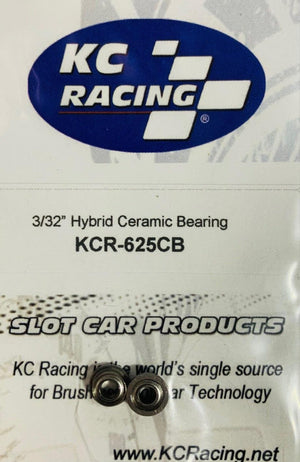 KC
RACING
®
3/32" Hybrid Ceramic Bearing
KCR-625CB
SLOT CAR PRODUCTS
KC Racing is the world's single source
for Technology
www.KCRacing.net